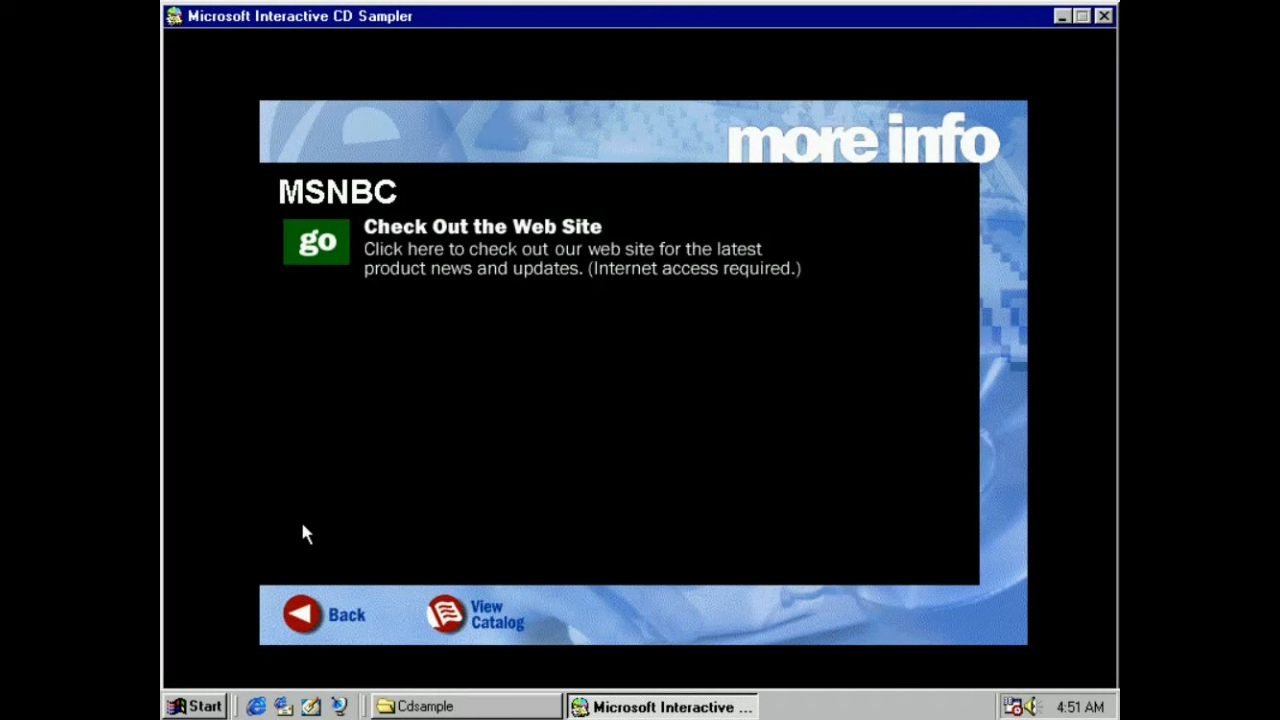 Microsoft Interactive CD Sampler
more info
MSNBC
go
Check Out the Web Site
Click here to check out our web site for the latest
product news and updates. (Internet access required.)
Back
View
Catalog
Start
Cdsample
Microsoft Interactive ...
4:51 AM